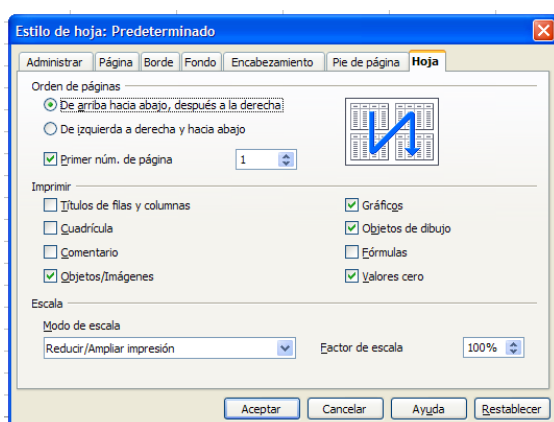 Estilo de hoja: Predeterminado
Administrar Página Borde Fondo Encabezamiento Pie de página Hoja
Orden de páginas
De arriba hacia abajo, después a la derecha
De izquierda a derecha y hacia abajo
Primer núm. de página 1
Imprimir
Títulos de filas y columnas Gráficos
Cuadrícula Objetos de dibujo
Comentario Fórmulas
Objetos/Imágenes Valores cero
Escala
Modo de escala
Reducir/Ampliar impresión Factor de escala 100%
Aceptar Cancelar Ayuda Restablecer